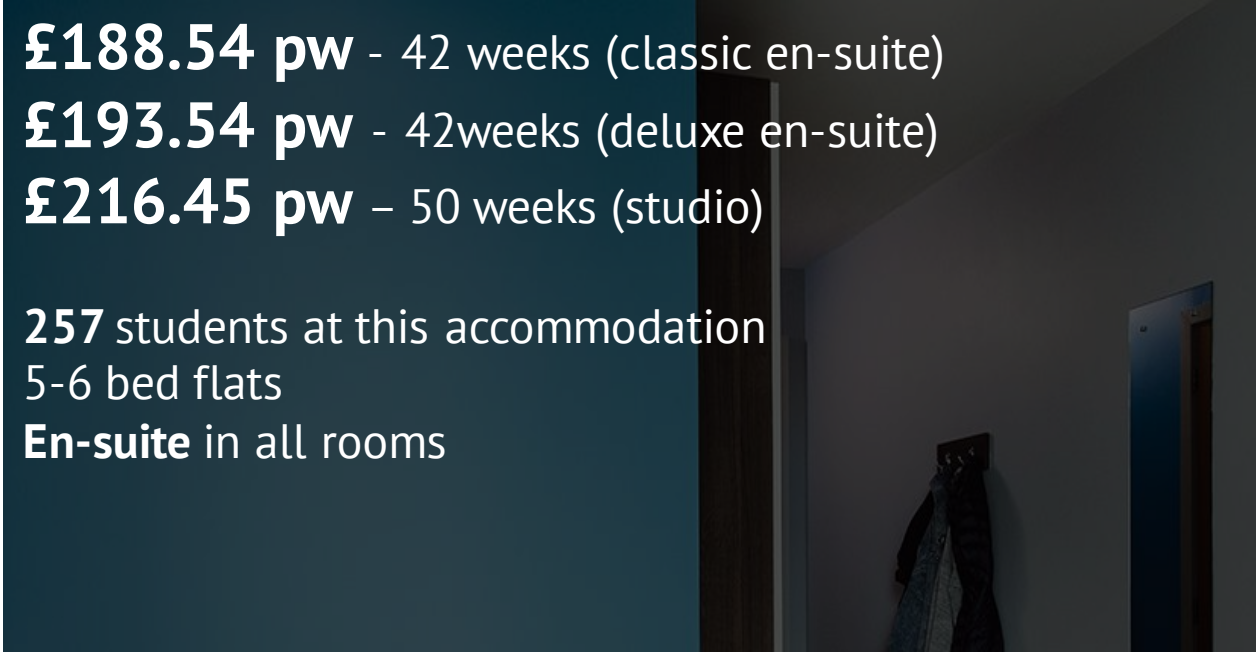 £188.54 pw - 42 weeks (classic en-suite)
£193.54 pw - 42weeks (deluxe en-suite)
£216.45 pw – 50 weeks (studio)
257 students at this accommodation
5-6 bed flats
En-suite in all rooms